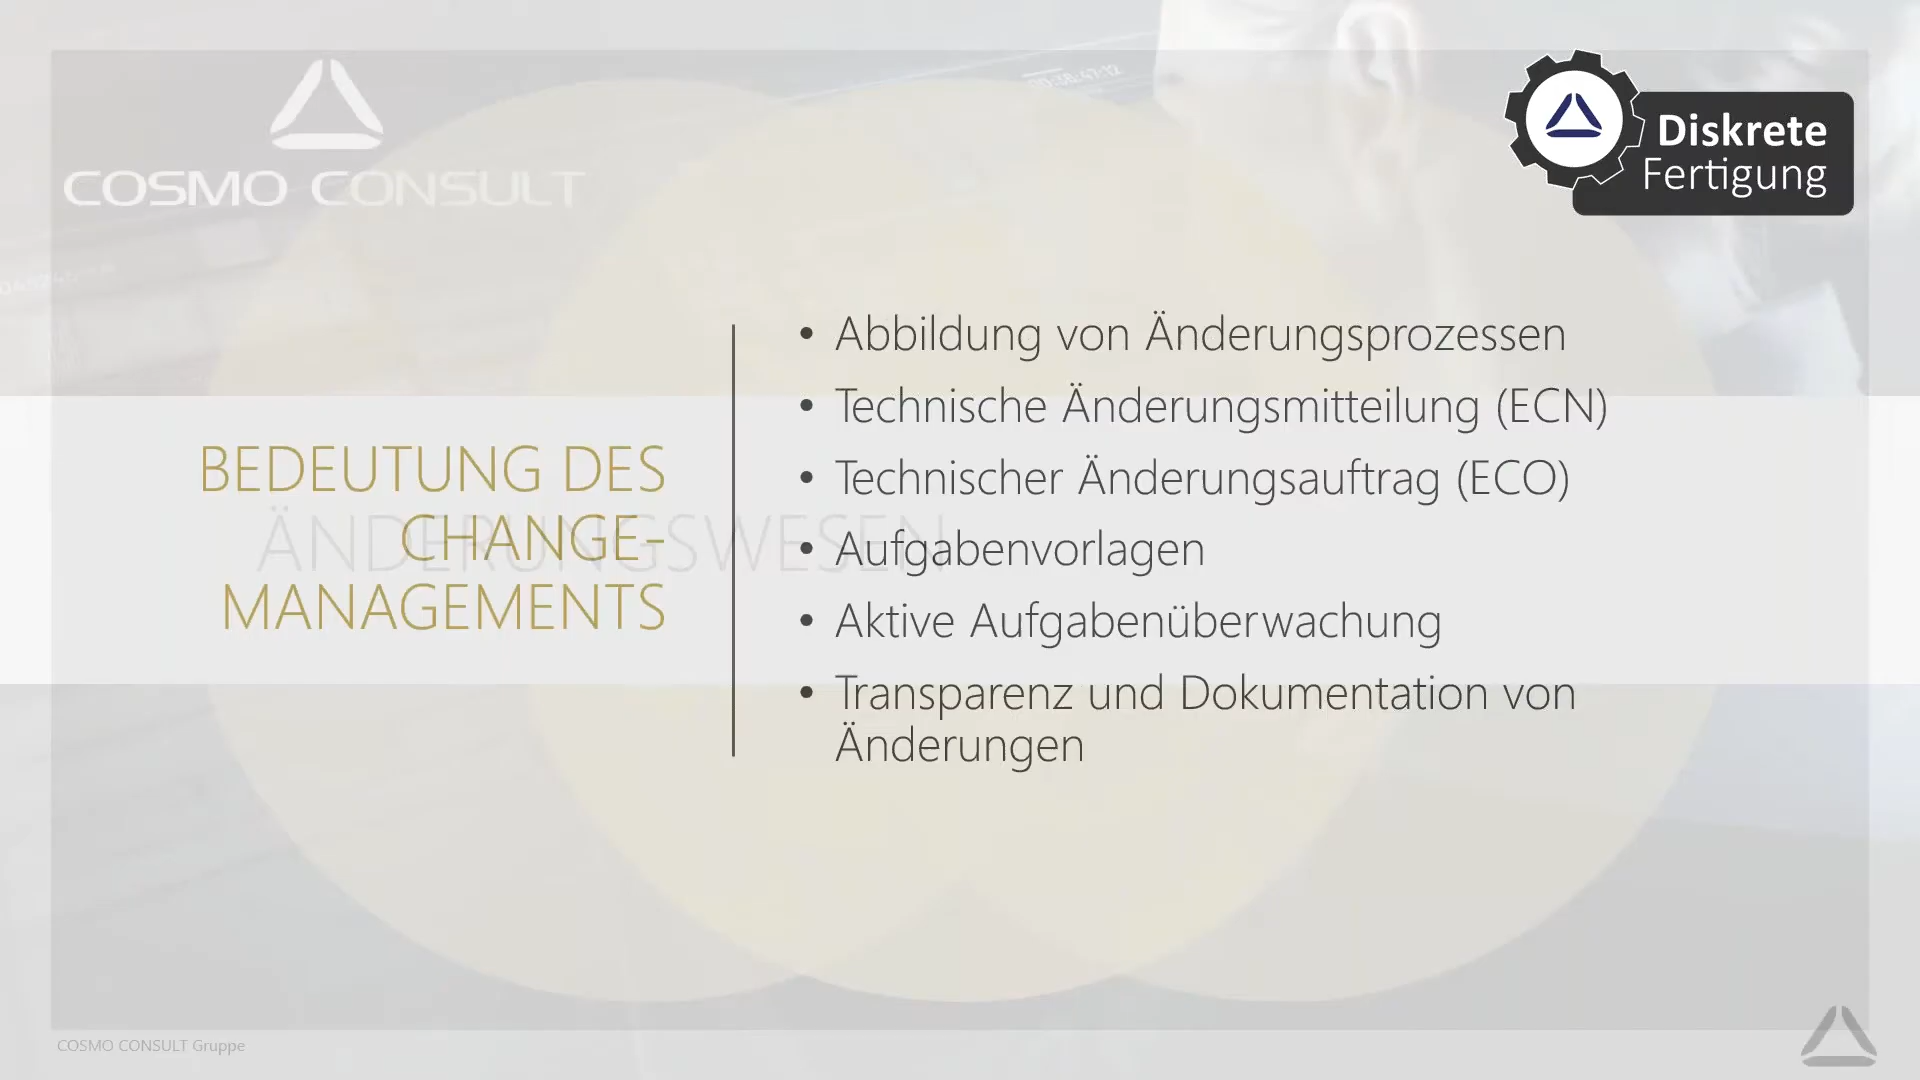 COSMO CONSULT
Diskrete
Fertigung
BEDEUTUNG DES
CHANGE-
MANAGEMENTS
ÄNDERUNGSWESEN
• Abbildung von Änderungsprozessen
• Technische Änderungsmitteilung (ECN)
• Technischer Änderungsauftrag (ECO)
• Aufgabenvorlagen
• Aktive Aufgabenüberwachung
• Transparenz und Dokumentation von
Änderungen
COSMO CONSULT Gruppe